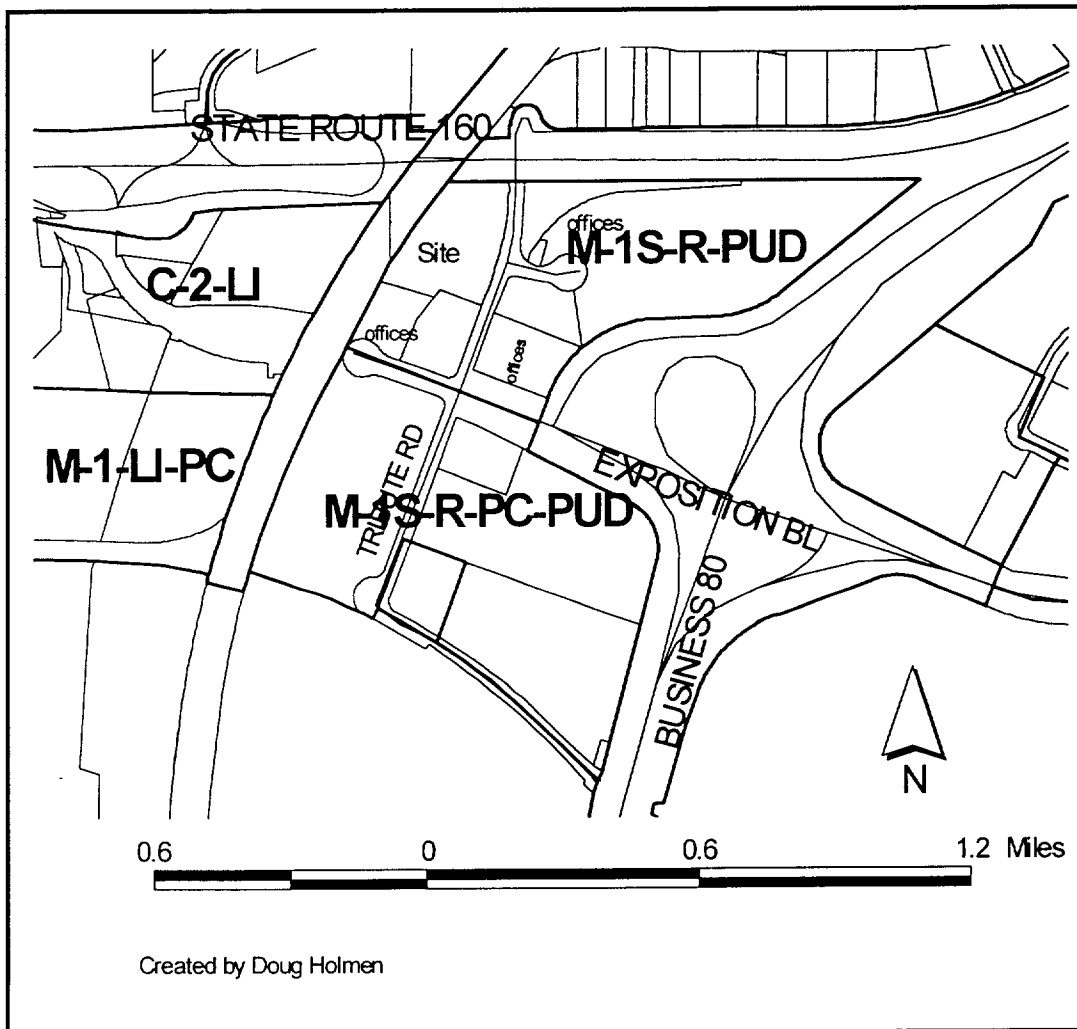 STATE ROUTE 160
offices
M-1S-R-PUD
Site
C-2-LI
offices
offices
M-1-LI-PC
TRIBUTE RD
M-1S-R-PC-PUD
EXPOSITION BL
BUSINESS 80
N
0.6 0 0.6 1.2 Miles
Created by Doug Holmen